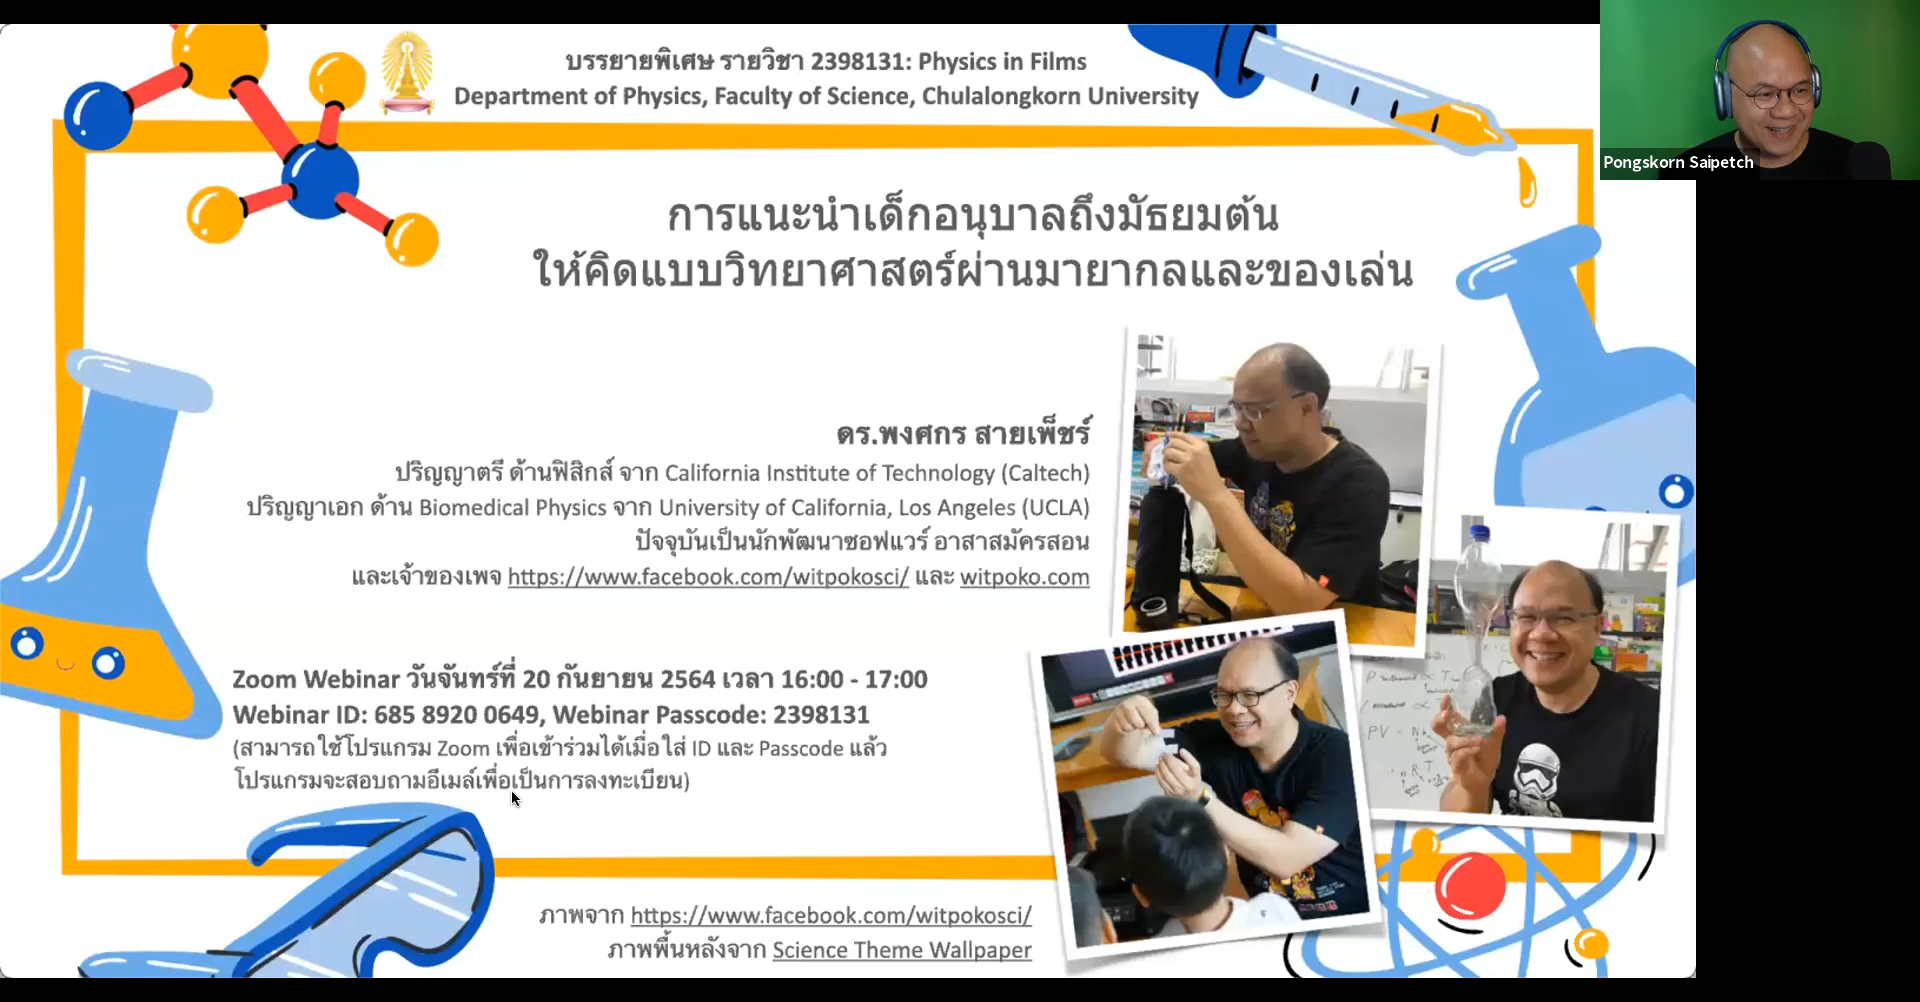 บรรยายพิเศษ รายวิชา 2398131: Physics in Films
Department of Physics, Faculty of Science, Chulalongkorn University
Pongskorn Saipetch
การแนะนำเด็กอนุบาลถึงมัธยมต้น
ให้คิดแบบวิทยาศาสตร์ผ่านมายากลและของเล่น
ดร.พงศกร สายเพ็ชร์
ปริญญาตรี ด้านฟิสิกส์ จาก California Institute of Technology (Caltech)
ปริญญาเอก ด้าน Biomedical Physics จาก University of California, Los Angeles (UCLA)
ปัจจุบันเป็นนักพัฒนาซอฟแวร์ อาสาสมัครสอน
และเจ้าของเพจ https://www.facebook.com/witpokosci/ และ witpoko.com
Zoom Webinar วันจันทร์ที่ 20 กันยายน 2564 เวลา 16:00 - 17:00
Webinar ID: 685 8920 0649, Webinar Passcode: 2398131
(สามารถใช้โปรแกรม Zoom เพื่อเข้าร่วมได้เมื่อใส่ ID และ Passcode แล้ว
โปรแกรมจะสอบถามอีเมล์เพื่อเป็นการลงทะเบียน)
PV
ภาพจาก https://www.facebook.com/witpokosci/
ภาพพื้นหลังจาก Science Theme Wallpaper